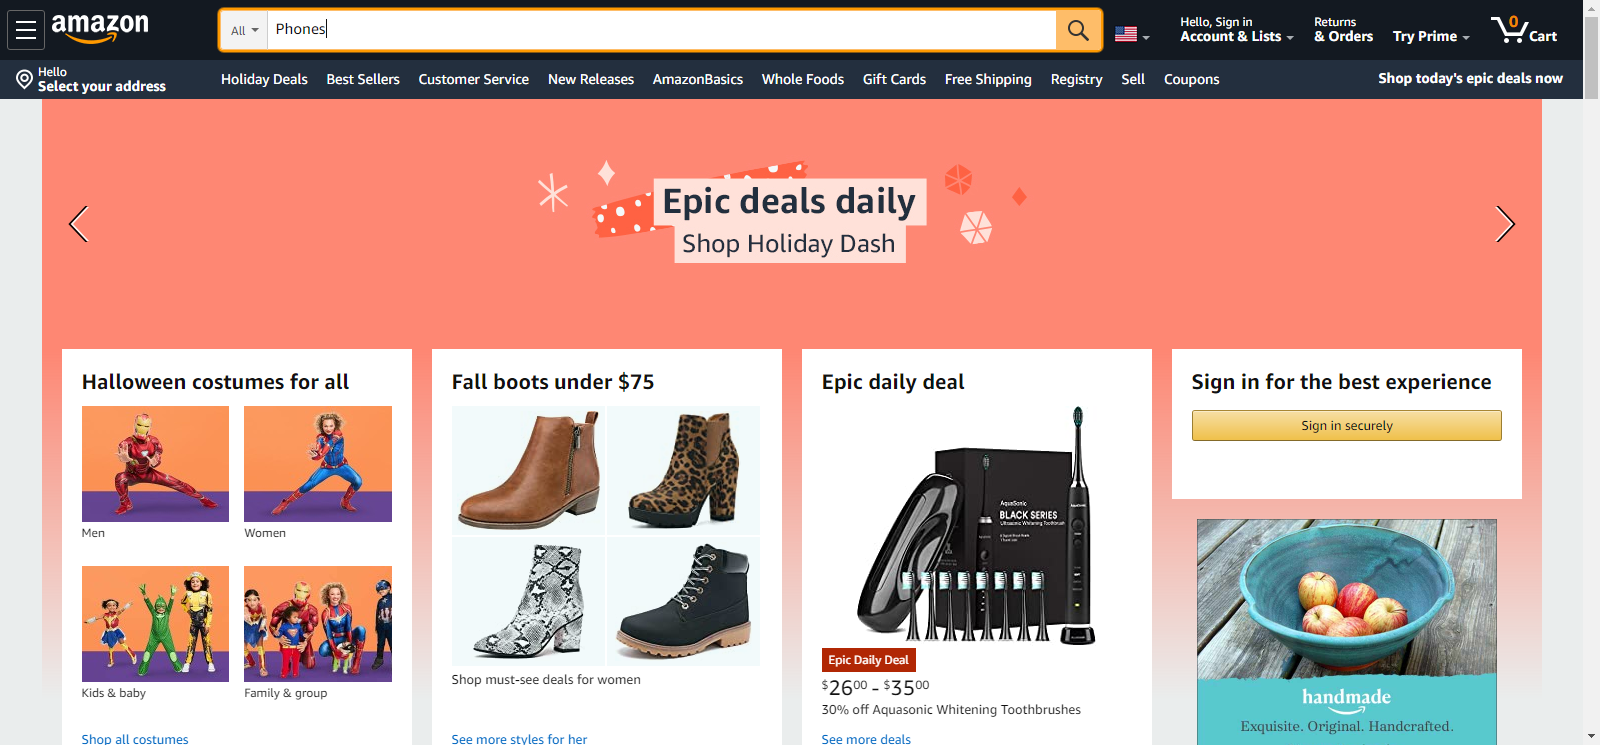 amazon
All
Phones
Hello, Sign in
Account & Lists
Returns
& Orders
Try Prime
0
Cart
Hello
Select your address
Holiday Deals
Best Sellers
Customer Service
New Releases
AmazonBasics
Whole Foods
Gift Cards
Free Shipping
Registry
Sell
Coupons
Shop today's epic deals now
Epic deals daily
Shop Holiday Dash
Halloween costumes for all
Men
Women
Kids & baby
Family & group
Shop all costumes
Fall boots under $75
Shop must-see deals for women
See more styles for her
Epic daily deal
AquaSonic
BLACK SERIES
Ultrasonic Whitening Toothbrush
Epic Daily Deal
$2600 - $3500
30% off Aquasonic Whitening Toothbrushes
See more deals
Sign in for the best experience
Sign in securely
handmade
Exquisite. Original. Handcrafted.